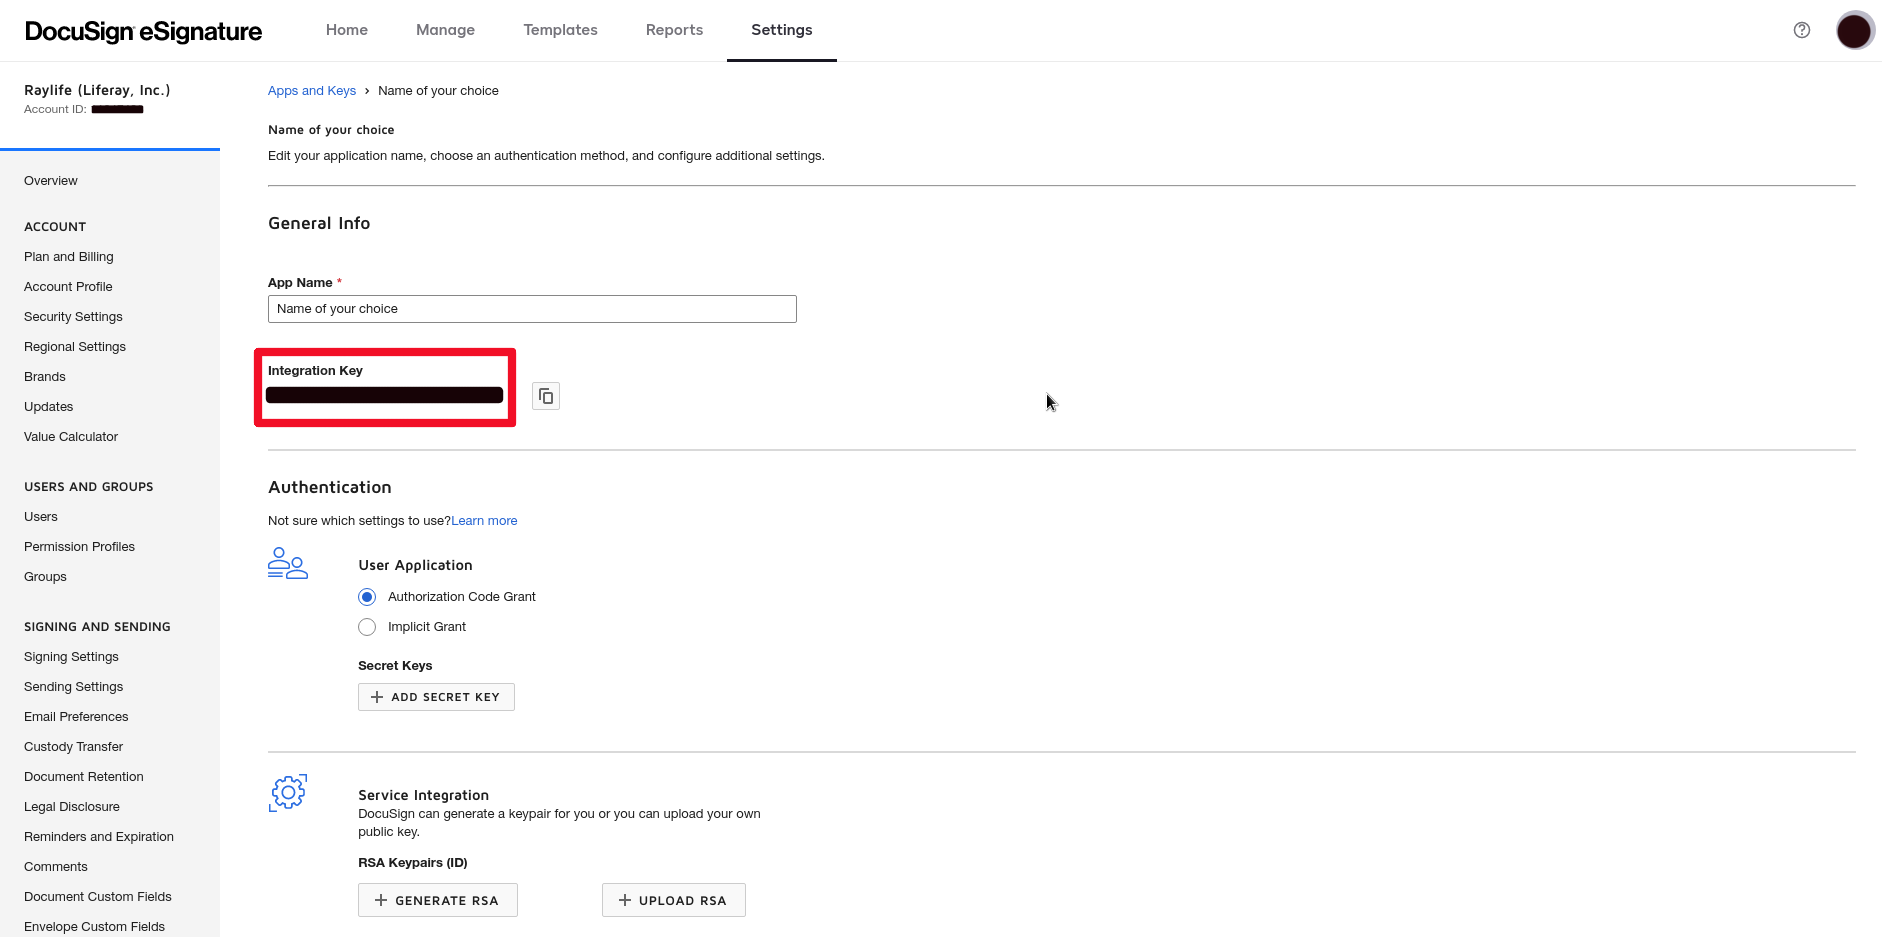 DocuSign eSignature
Home
Manage
Templates
Reports
Settings
Raylife (Liferay, Inc.)
Account ID:
Overview
ACCOUNT
Plan and Billing
Account Profile
Security Settings
Regional Settings
Brands
Updates
Value Calculator
USERS AND GROUPS
Users
Permission Profiles
Groups
SIGNING AND SENDING
Signing Settings
Sending Settings
Email Preferences
Custody Transfer
Document Retention
Legal Disclosure
Reminders and Expiration
Comments
Document Custom Fields
Envelope Custom Fields
Apps and Keys › Name of your choice
Name of your choice
Edit your application name, choose an authentication method, and configure additional settings.
General Info
App Name *
Name of your choice
Integration Key
Authentication
Not sure which settings to use?Learn more
User Application
Authorization Code Grant
Implicit Grant
Secret Keys
+ ADD SECRET KEY
Service Integration
DocuSign can generate a keypair for you or you can upload your own
public key.
RSA Keypairs (ID)
+ GENERATE RSA
+ UPLOAD RSA